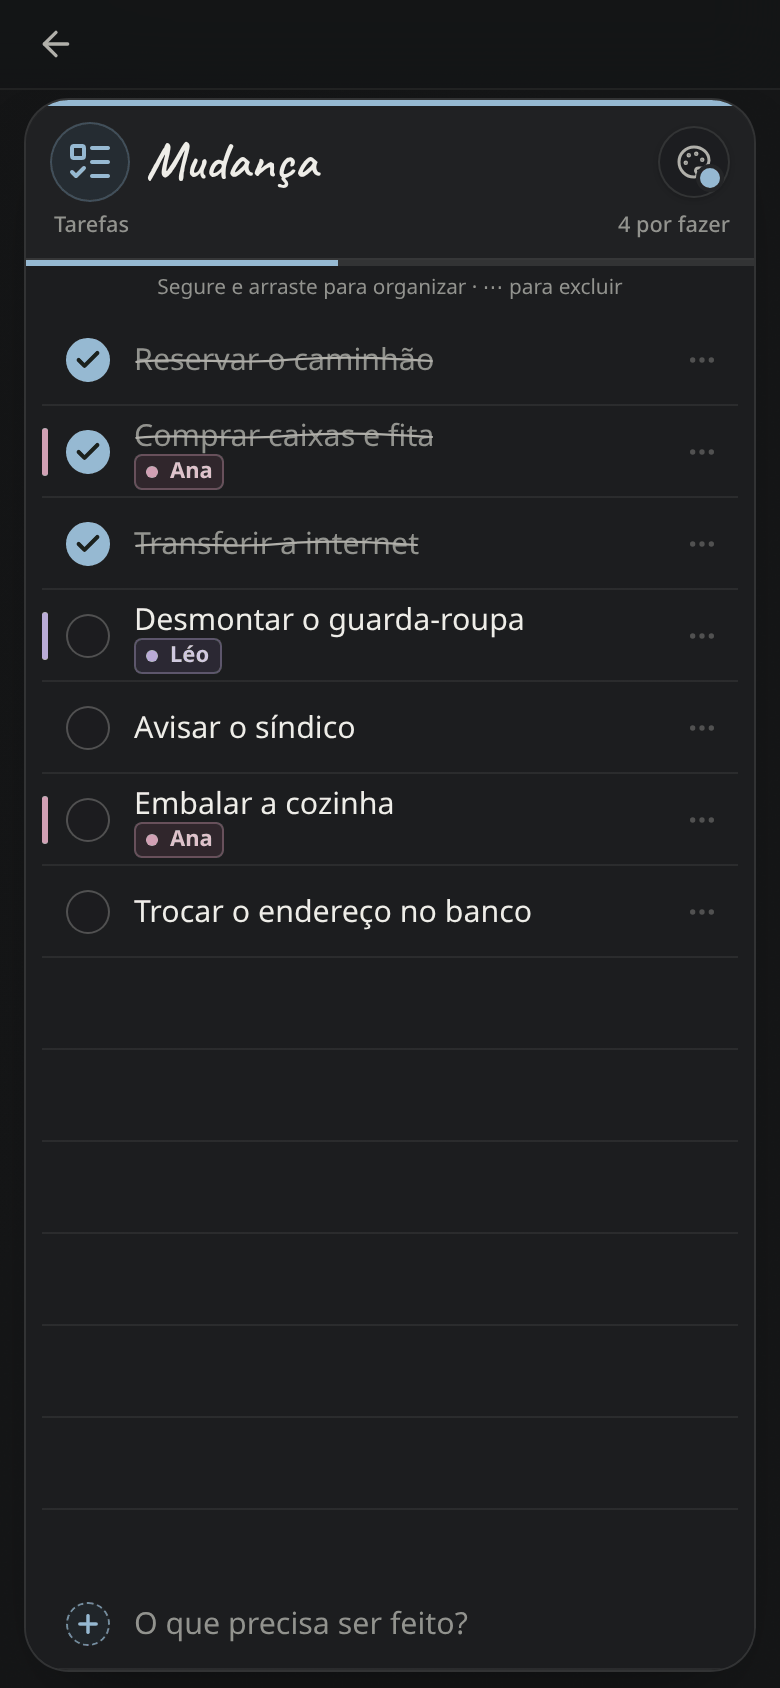 Mudança
Tarefas
4 por fazer
Segure e arraste para organizar · ··· para excluir
Reservar o caminhão
Comprar caixas e fita
Ana
Transferir a internet
Desmontar o guarda-roupa
Léo
Avisar o síndico
Embalar a cozinha
Ana
Trocar o endereço no banco
O que precisa ser feito?